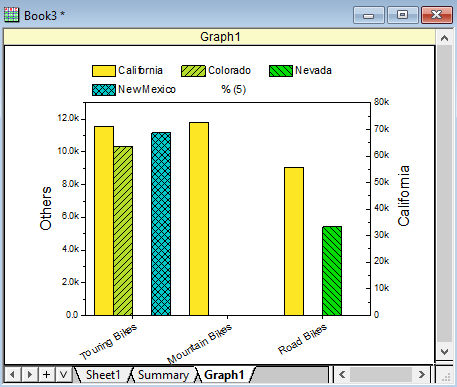 Book3 *
Graph1
California Colorado Nevada
NewMexico % (5)
12.0k 80k
70k
10.0k
60k
8.0k
50k
6.0k
40k
30k
4.0k
20k
2.0k
10k
0.0 0
Others
California
Touring Bikes Mountain Bikes Road Bikes
+ Sheet1 Summary Graph1